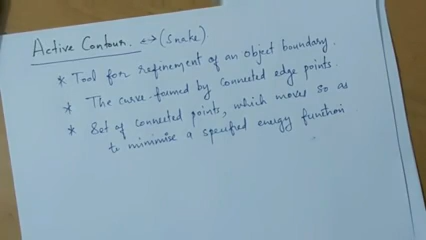 Active Contour. ↔ (Snake)
* Tool for refinement of an object boundary.
* The curve formed by connected edge points.
* Set of connected points, which moves so as
to minimise a specified energy function